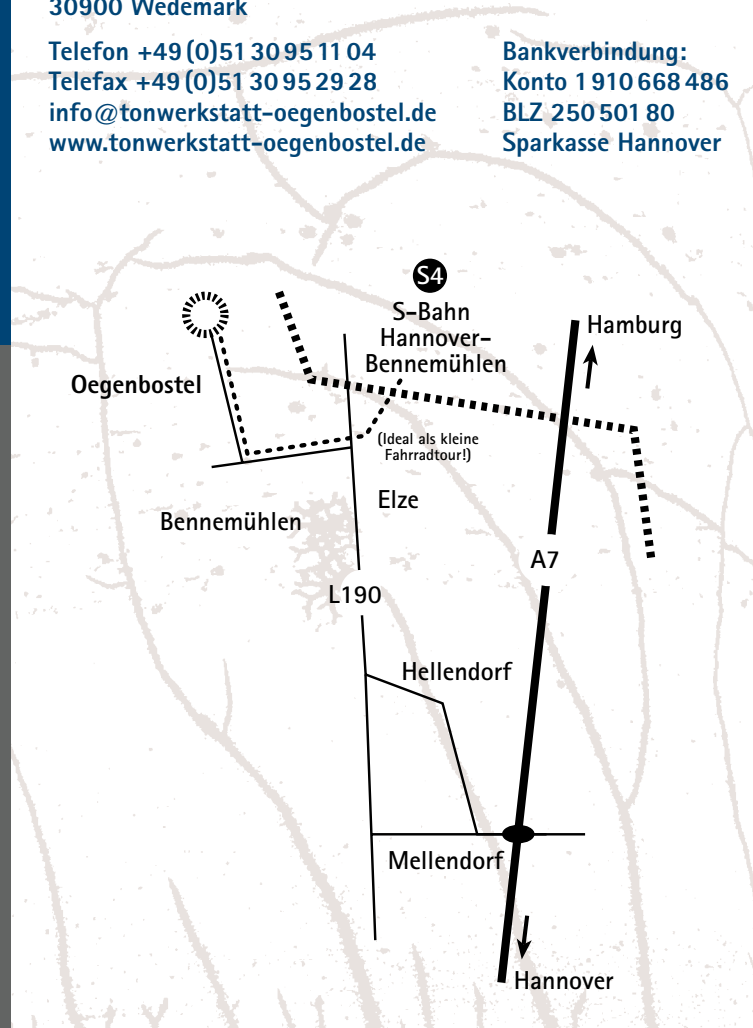 30900 Wedemark
Telefon +49 (0)51 30 95 11 04
Telefax +49 (0)51 30 95 29 28
info@tonwerkstatt-oegenbostel.de
www.tonwerkstatt-oegenbostel.de
Bankverbindung:
Konto 1 910 668 486
BLZ 250 501 80
Sparkasse Hannover
S4
S-Bahn
Hannover-
Bennemühlen
Hamburg
Oegenbostel
(Ideal als kleine
Fahrradtour!)
Elze
Bennemühlen
A7
L190
Hellendorf
Mellendorf
Hannover